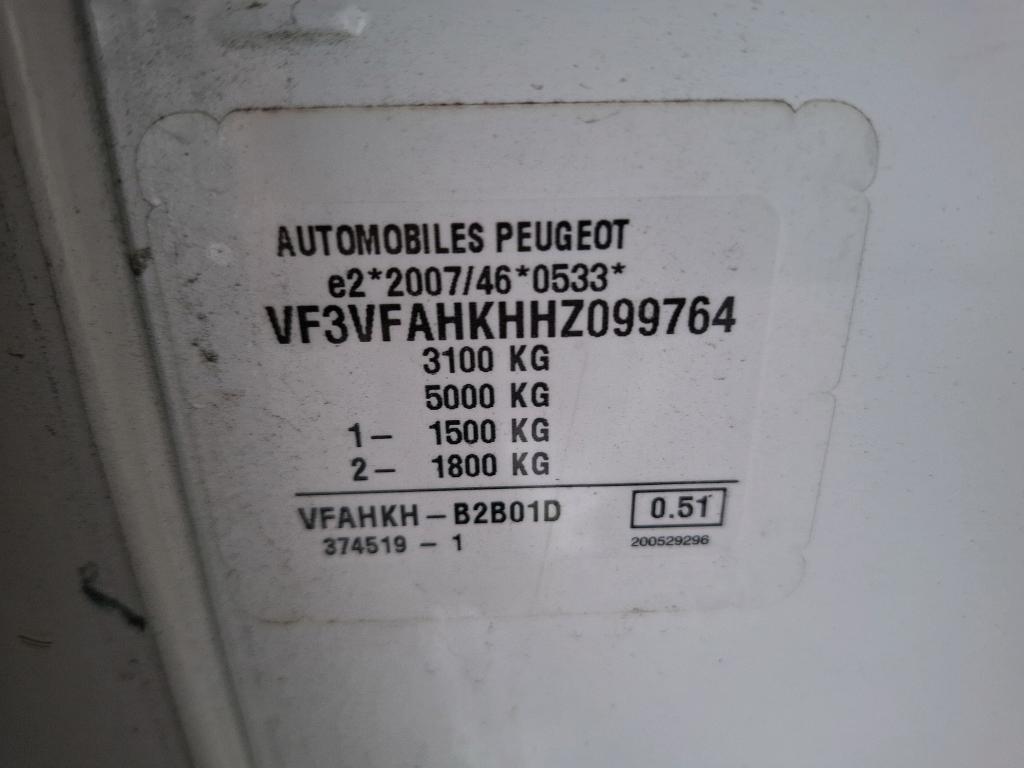 AUTOMOBILES PEUGEOT
e2*2007/46*0533*
VF3VFAHKHHZ099764
3100 KG
5000 KG
1– 1500 KG
2– 1800 KG
VFAHKH – B2B01D
0.51
374519 – 1
200529296